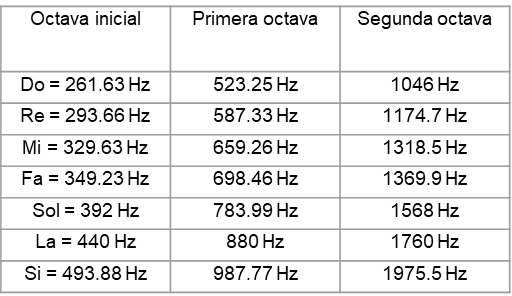 Octava inicial Primera octava Segunda octava
Do = 261.63 Hz 523.25 Hz 1046 Hz
Re = 293.66 Hz 587.33 Hz 1174.7 Hz
Mi = 329.63 Hz 659.26 Hz 1318.5 Hz
Fa = 349.23 Hz 698.46 Hz 1369.9 Hz
Sol = 392 Hz 783.99 Hz 1568 Hz
La = 440 Hz 880 Hz 1760 Hz
Si = 493.88 Hz 987.77 Hz 1975.5 Hz